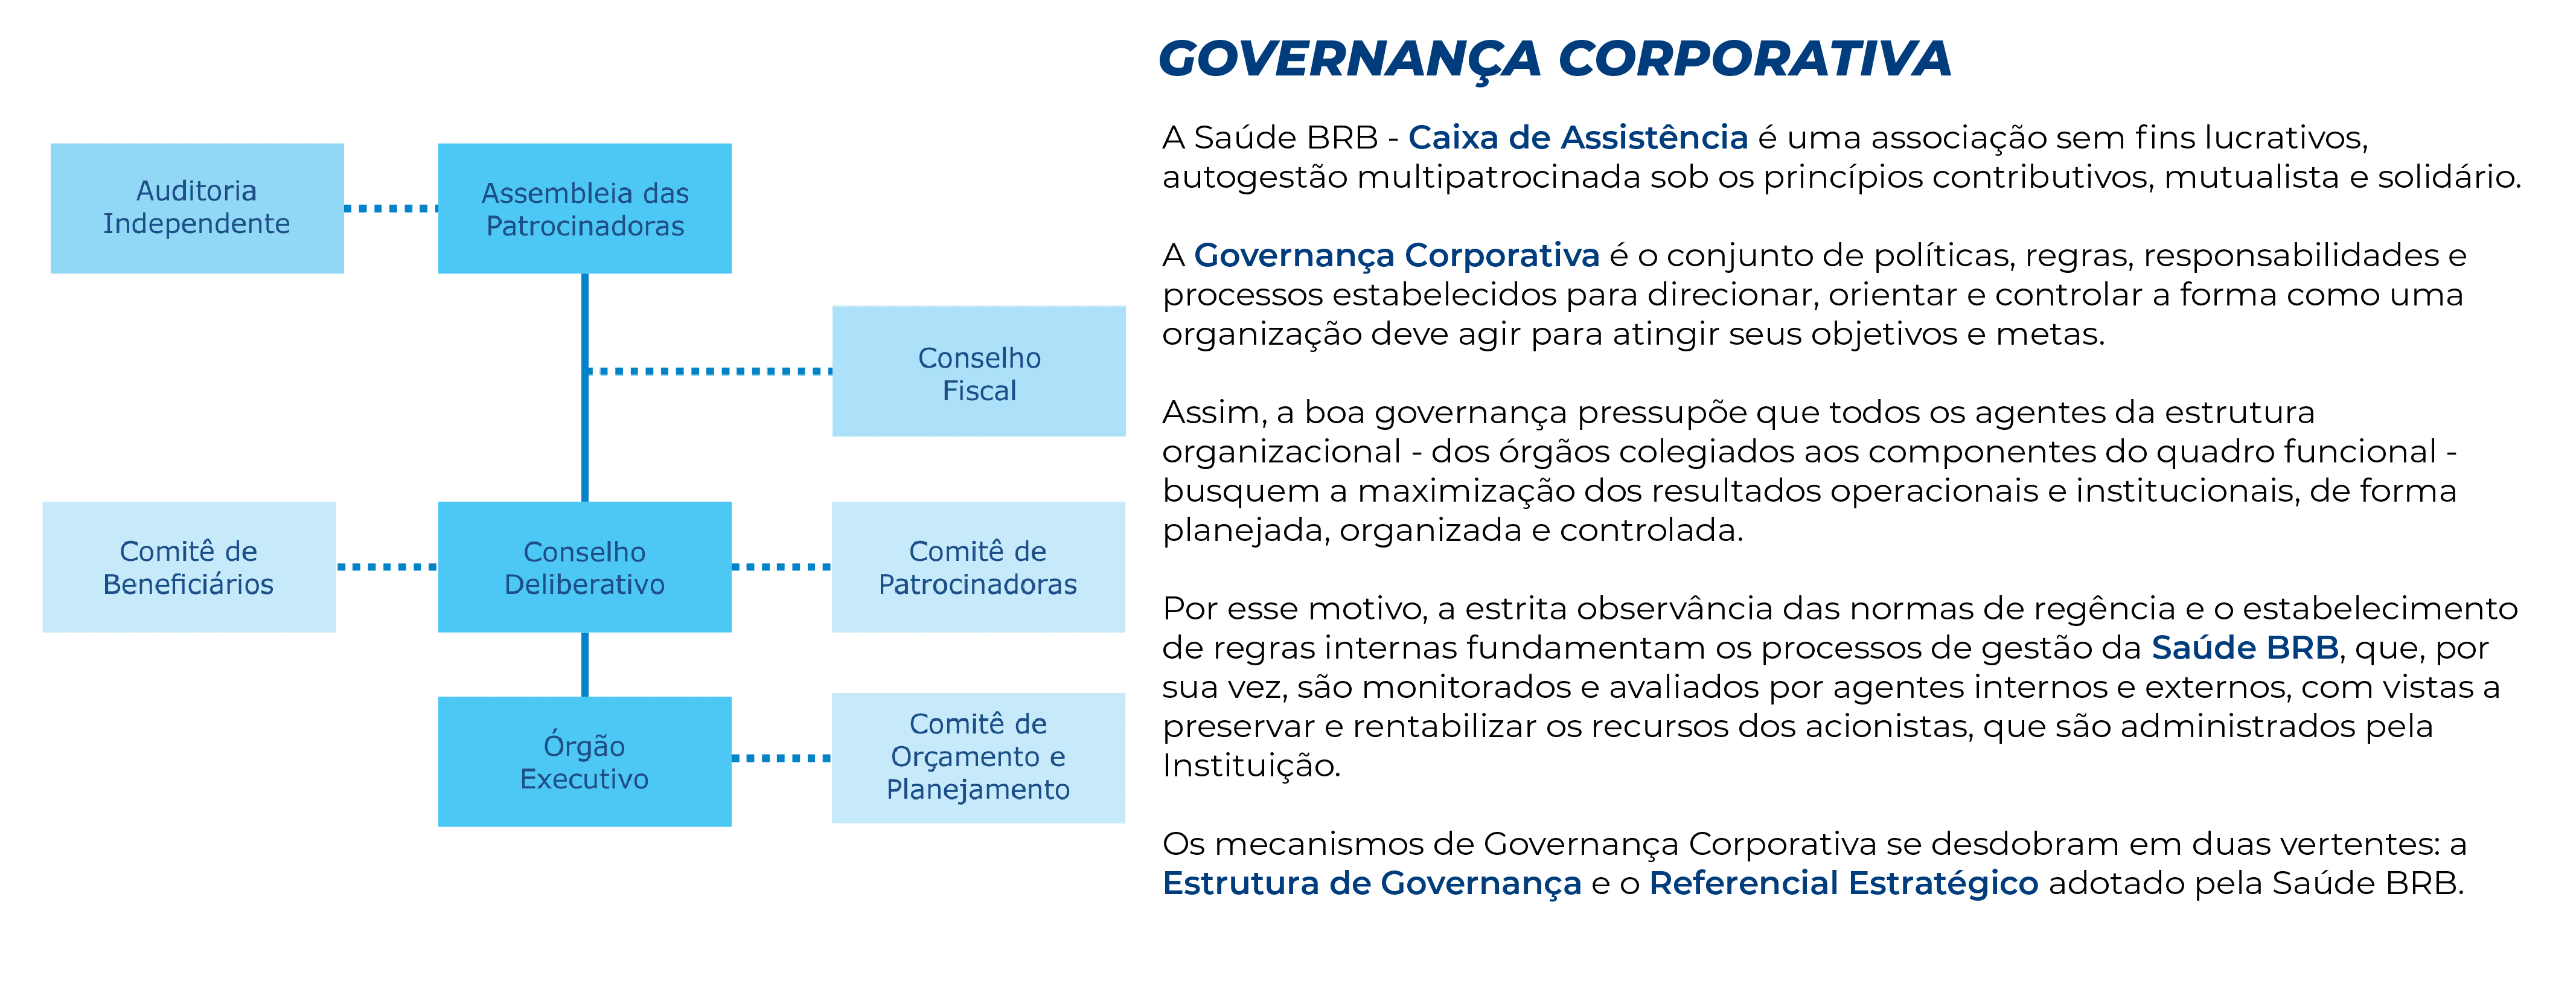 Auditoria
Independente
Assembleia das
Patrocinadoras
Conselho
Fiscal
Comitê de
Beneficiários
Conselho
Deliberativo
Comitê de
Patrocinadoras
Órgão
Executivo
Comitê de
Orçamento e
Planejamento
GOVERNANÇA CORPORATIVA
A Saúde BRB - Caixa de Assistência é uma associação sem fins lucrativos,
autogestão multipatrocinada sob os princípios contributivos, mutualista e solidário.
A Governança Corporativa é o conjunto de políticas, regras, responsabilidades e
processos estabelecidos para direcionar, orientar e controlar a forma como uma
organização deve agir para atingir seus objetivos e metas.
Assim, a boa governança pressupõe que todos os agentes da estrutura
organizacional - dos órgãos colegiados aos componentes do quadro funcional -
busquem a maximização dos resultados operacionais e institucionais, de forma
planejada, organizada e controlada.
Por esse motivo, a estrita observância das normas de regência e o estabelecimento
de regras internas fundamentam os processos de gestão da Saúde BRB, que, por
sua vez, são monitorados e avaliados por agentes internos e externos, com vistas a
preservar e rentabilizar os recursos dos acionistas, que são administrados pela
Instituição.
Os mecanismos de Governança Corporativa se desdobram em duas vertentes: a
Estrutura de Governança e o Referencial Estratégico adotado pela Saúde BRB.